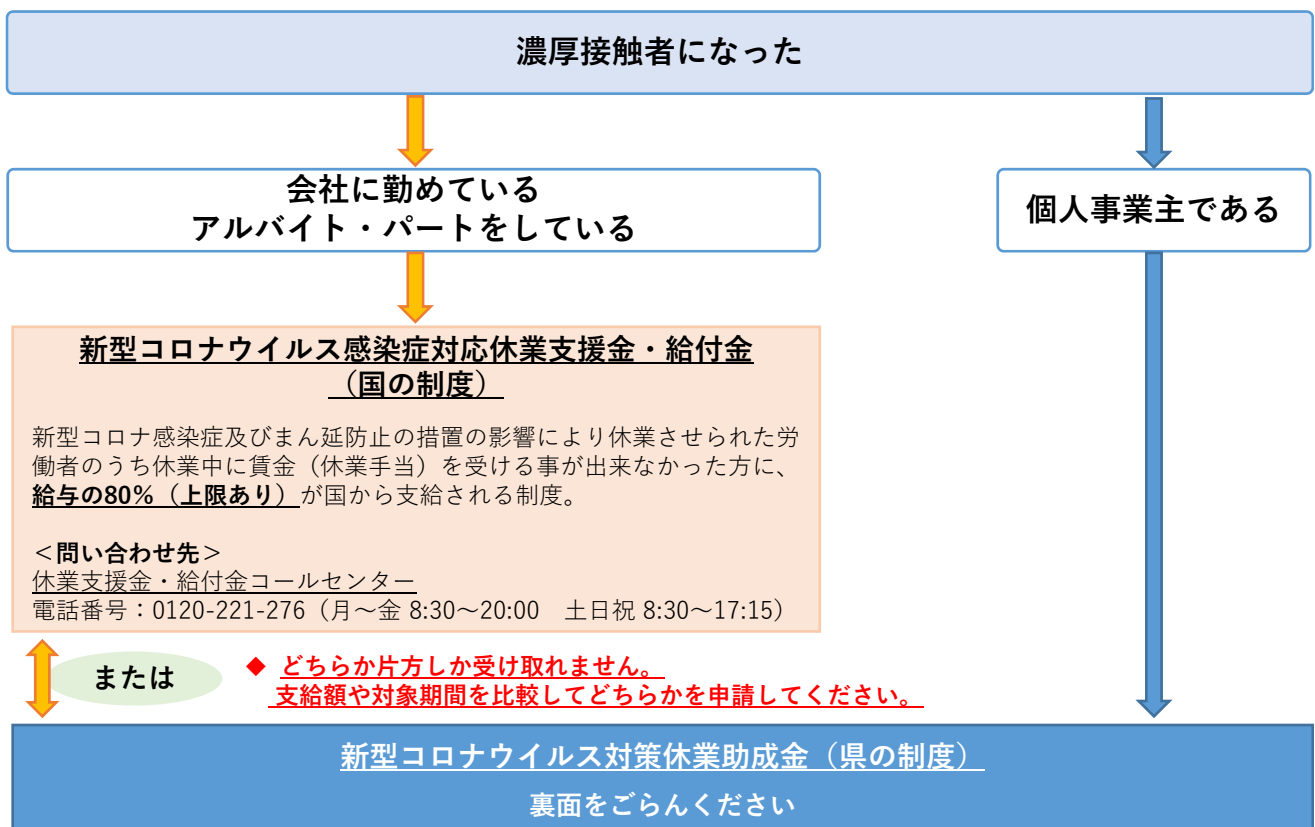 濃厚接触者になった
会社に勤めている
アルバイト・パートをしている
個人事業主である
新型コロナウイルス感染症対応休業支援金・給付金
（国の制度）
新型コロナ感染症及びまん延防止の措置の影響により休業させられた労
働者のうち休業中に賃金（休業手当）を受ける事が出来なかった方に、
給与の80%（上限あり）が国から支給される制度。
＜問い合わせ先＞
休業支援金・給付金コールセンター
電話番号：0120-221-276（月～金 8:30～20:00　土日祝 8:30～17:15）
または
◆ どちらか片方しか受け取れません。
支給額や対象期間を比較してどちらかを申請してください。
新型コロナウイルス対策休業助成金（県の制度）
裏面をごらんください